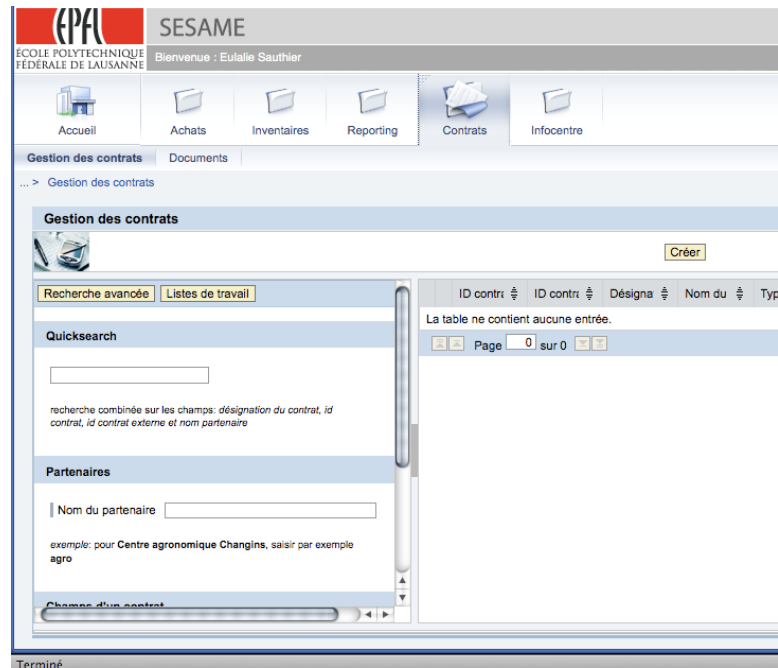 EPFL
SESAME
ÉCOLE POLYTECHNIQUE
FÉDÉRALE DE LAUSANNE
Bienvenue : Eulalie Sauthier
Accueil Achats Inventaires Reporting Contrats Infocentre
Gestion des contrats Documents
... > Gestion des contrats
Gestion des contrats
Créer
Recherche avancée Listes de travail
ID contra ID contra Désigna Nom du Typ
La table ne contient aucune entrée.
Page 0 sur 0
Quicksearch
recherche combinée sur les champs: désignation du contrat, id
contrat, id contrat externe et nom partenaire
Partenaires
Nom du partenaire
exemple: pour Centre agronomique Changins, saisir par exemple
agro
Champs d'un contrat
Terminé